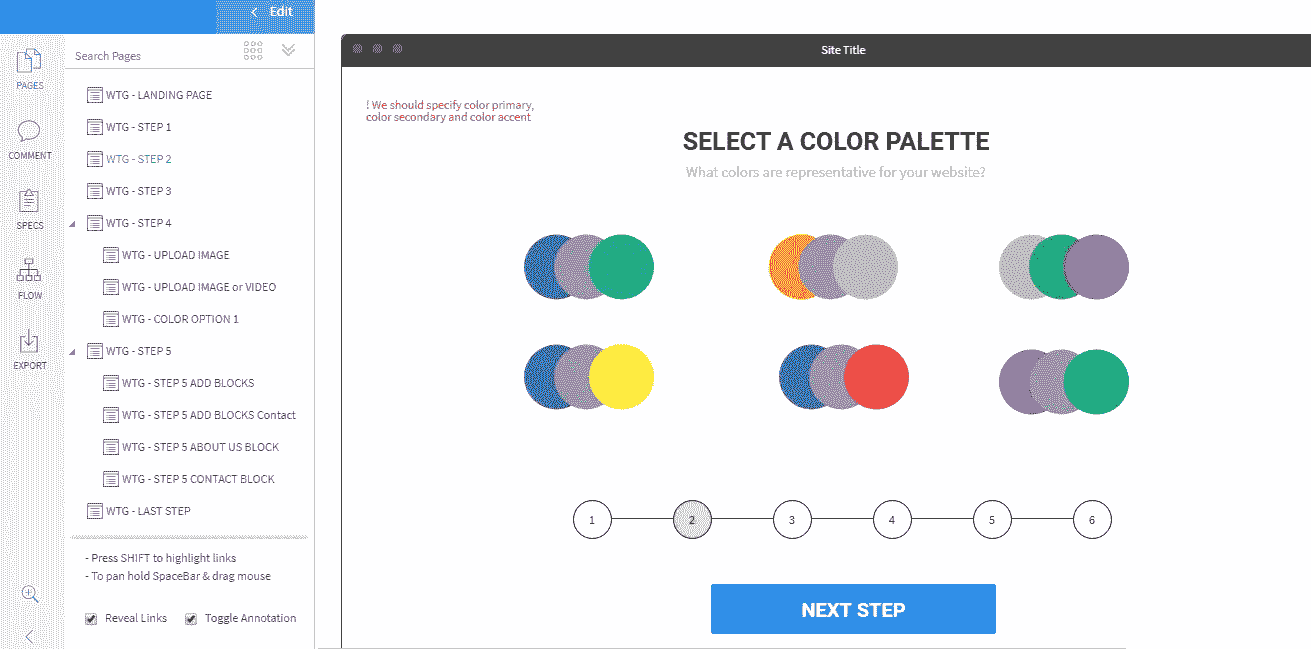 Edit
PAGES
COMMENT
SPECS
FLOW
EXPORT
Search Pages
WTG - LANDING PAGE
WTG - STEP 1
WTG - STEP 2
WTG - STEP 3
WTG - STEP 4
WTG - UPLOAD IMAGE
WTG - UPLOAD IMAGE or VIDEO
WTG - COLOR OPTION 1
WTG - STEP 5
WTG - STEP 5 ADD BLOCKS
WTG - STEP 5 ADD BLOCKS Contact
WTG - STEP 5 ABOUT US BLOCK
WTG - STEP 5 CONTACT BLOCK
WTG - LAST STEP
- Press SHIFT to highlight links
- To pan hold SpaceBar & drag mouse
Reveal Links Toggle Annotation
Site Title
! We should specify color primary,
color secondary and color accent
SELECT A COLOR PALETTE
What colors are representative for your website?
1 2 3 4 5 6
NEXT STEP